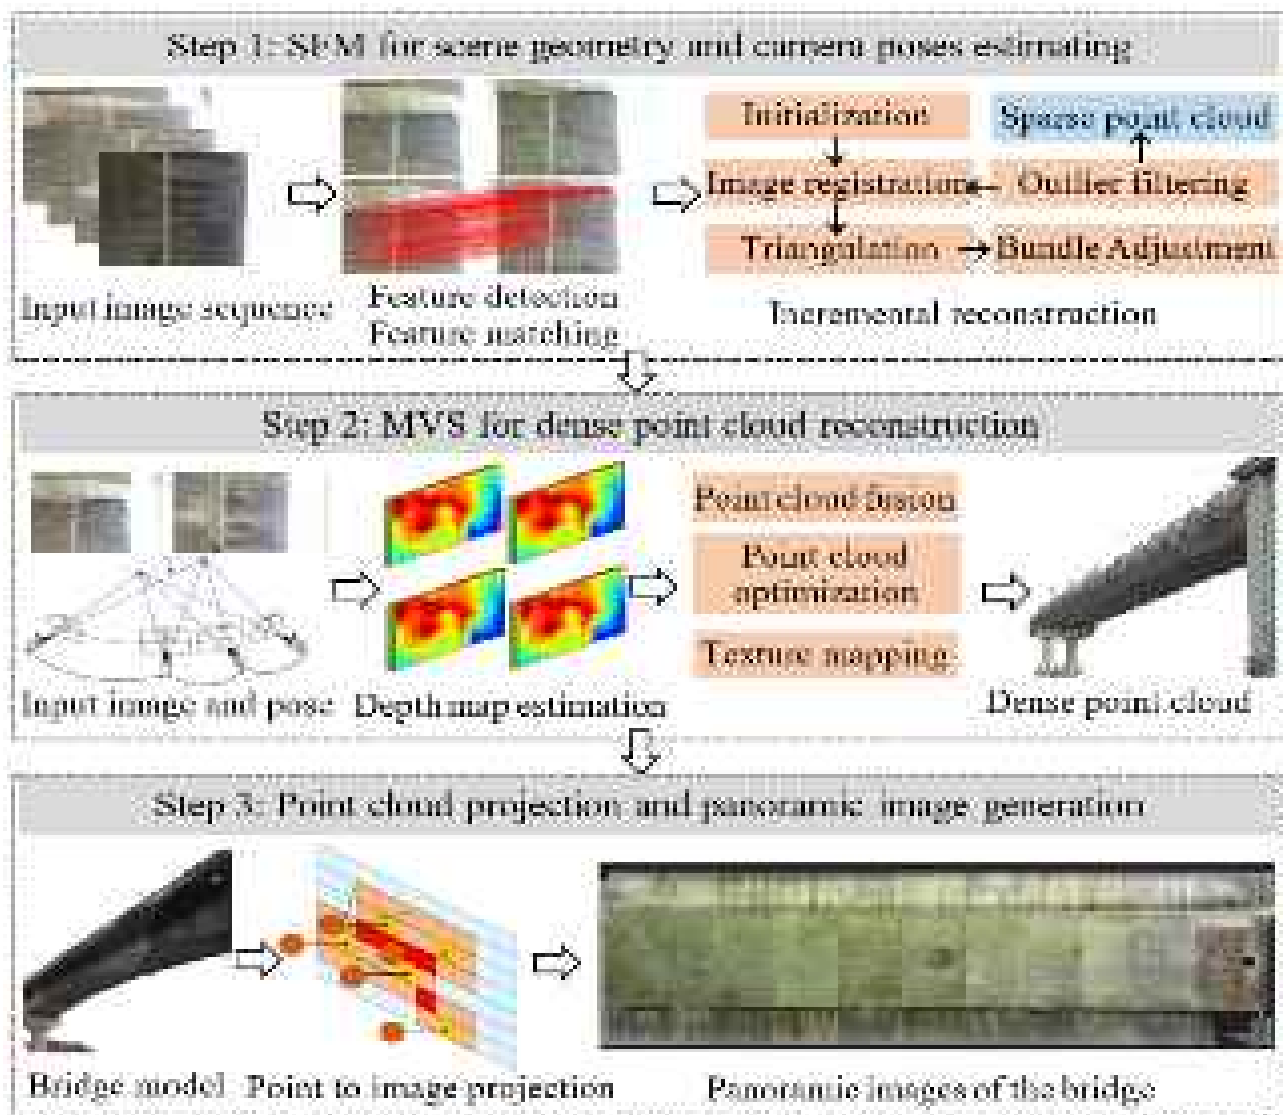 Step 1: SFM for scene geometry and camera poses estimating
Initialization
Sparse point cloud
Image registration
Outlier filtering
Triangulation
Bundle Adjustment
Input image sequence
Feature detection
Feature matching
Incremental reconstruction
Step 2: MVS for dense point cloud reconstruction
Point cloud fusion
Point cloud
optimization
Texture mapping
Input image and pose
Depth map estimation
Dense point cloud
Step 3: Point cloud projection and panoramic image generation
Bridge model
Point to image projection
Panoramic images of the bridge